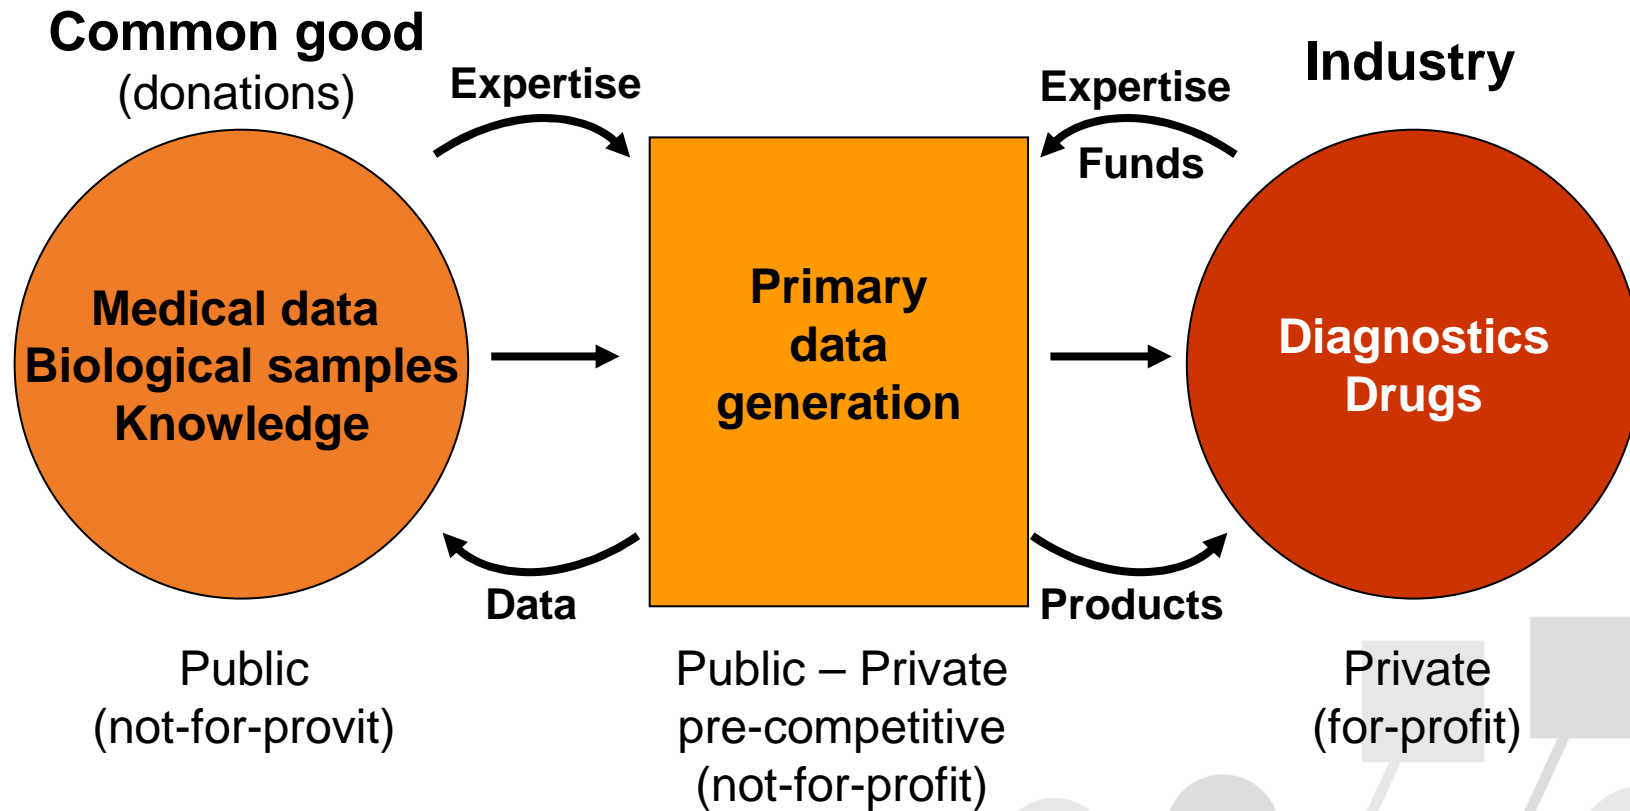 Common good
(donations)
Expertise
Expertise
Funds
Industry
Medical data
Biological samples
Knowledge
Primary
data
generation
Diagnostics
Drugs
Data
Products
Public
(not-for-provit)
Public – Private
pre-competitive
(not-for-profit)
Private
(for-profit)